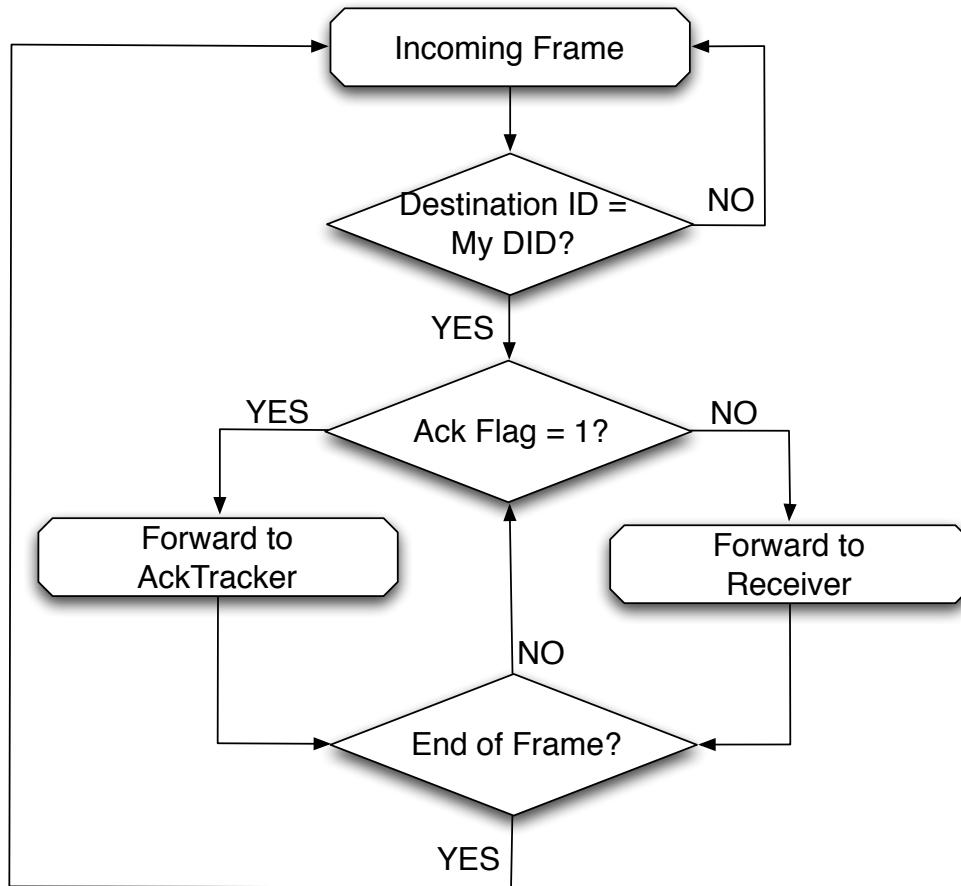 Incoming Frame
Destination ID =
My DID?
NO
YES
Ack Flag = 1?
YES
NO
Forward to
AckTracker
Forward to
Receiver
NO
End of Frame?
YES